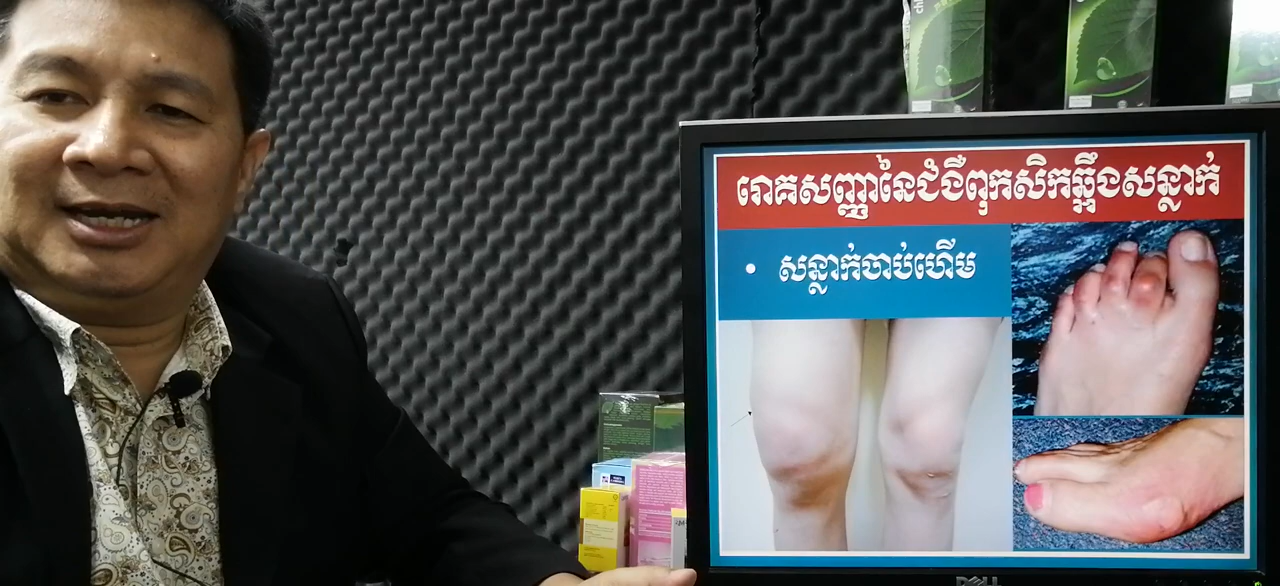 រោគសញ្ញានៃជំងឺពុកសិកឆ្អឹងសន្លាក់
• សន្លាក់ចាប់ហើម
DELL